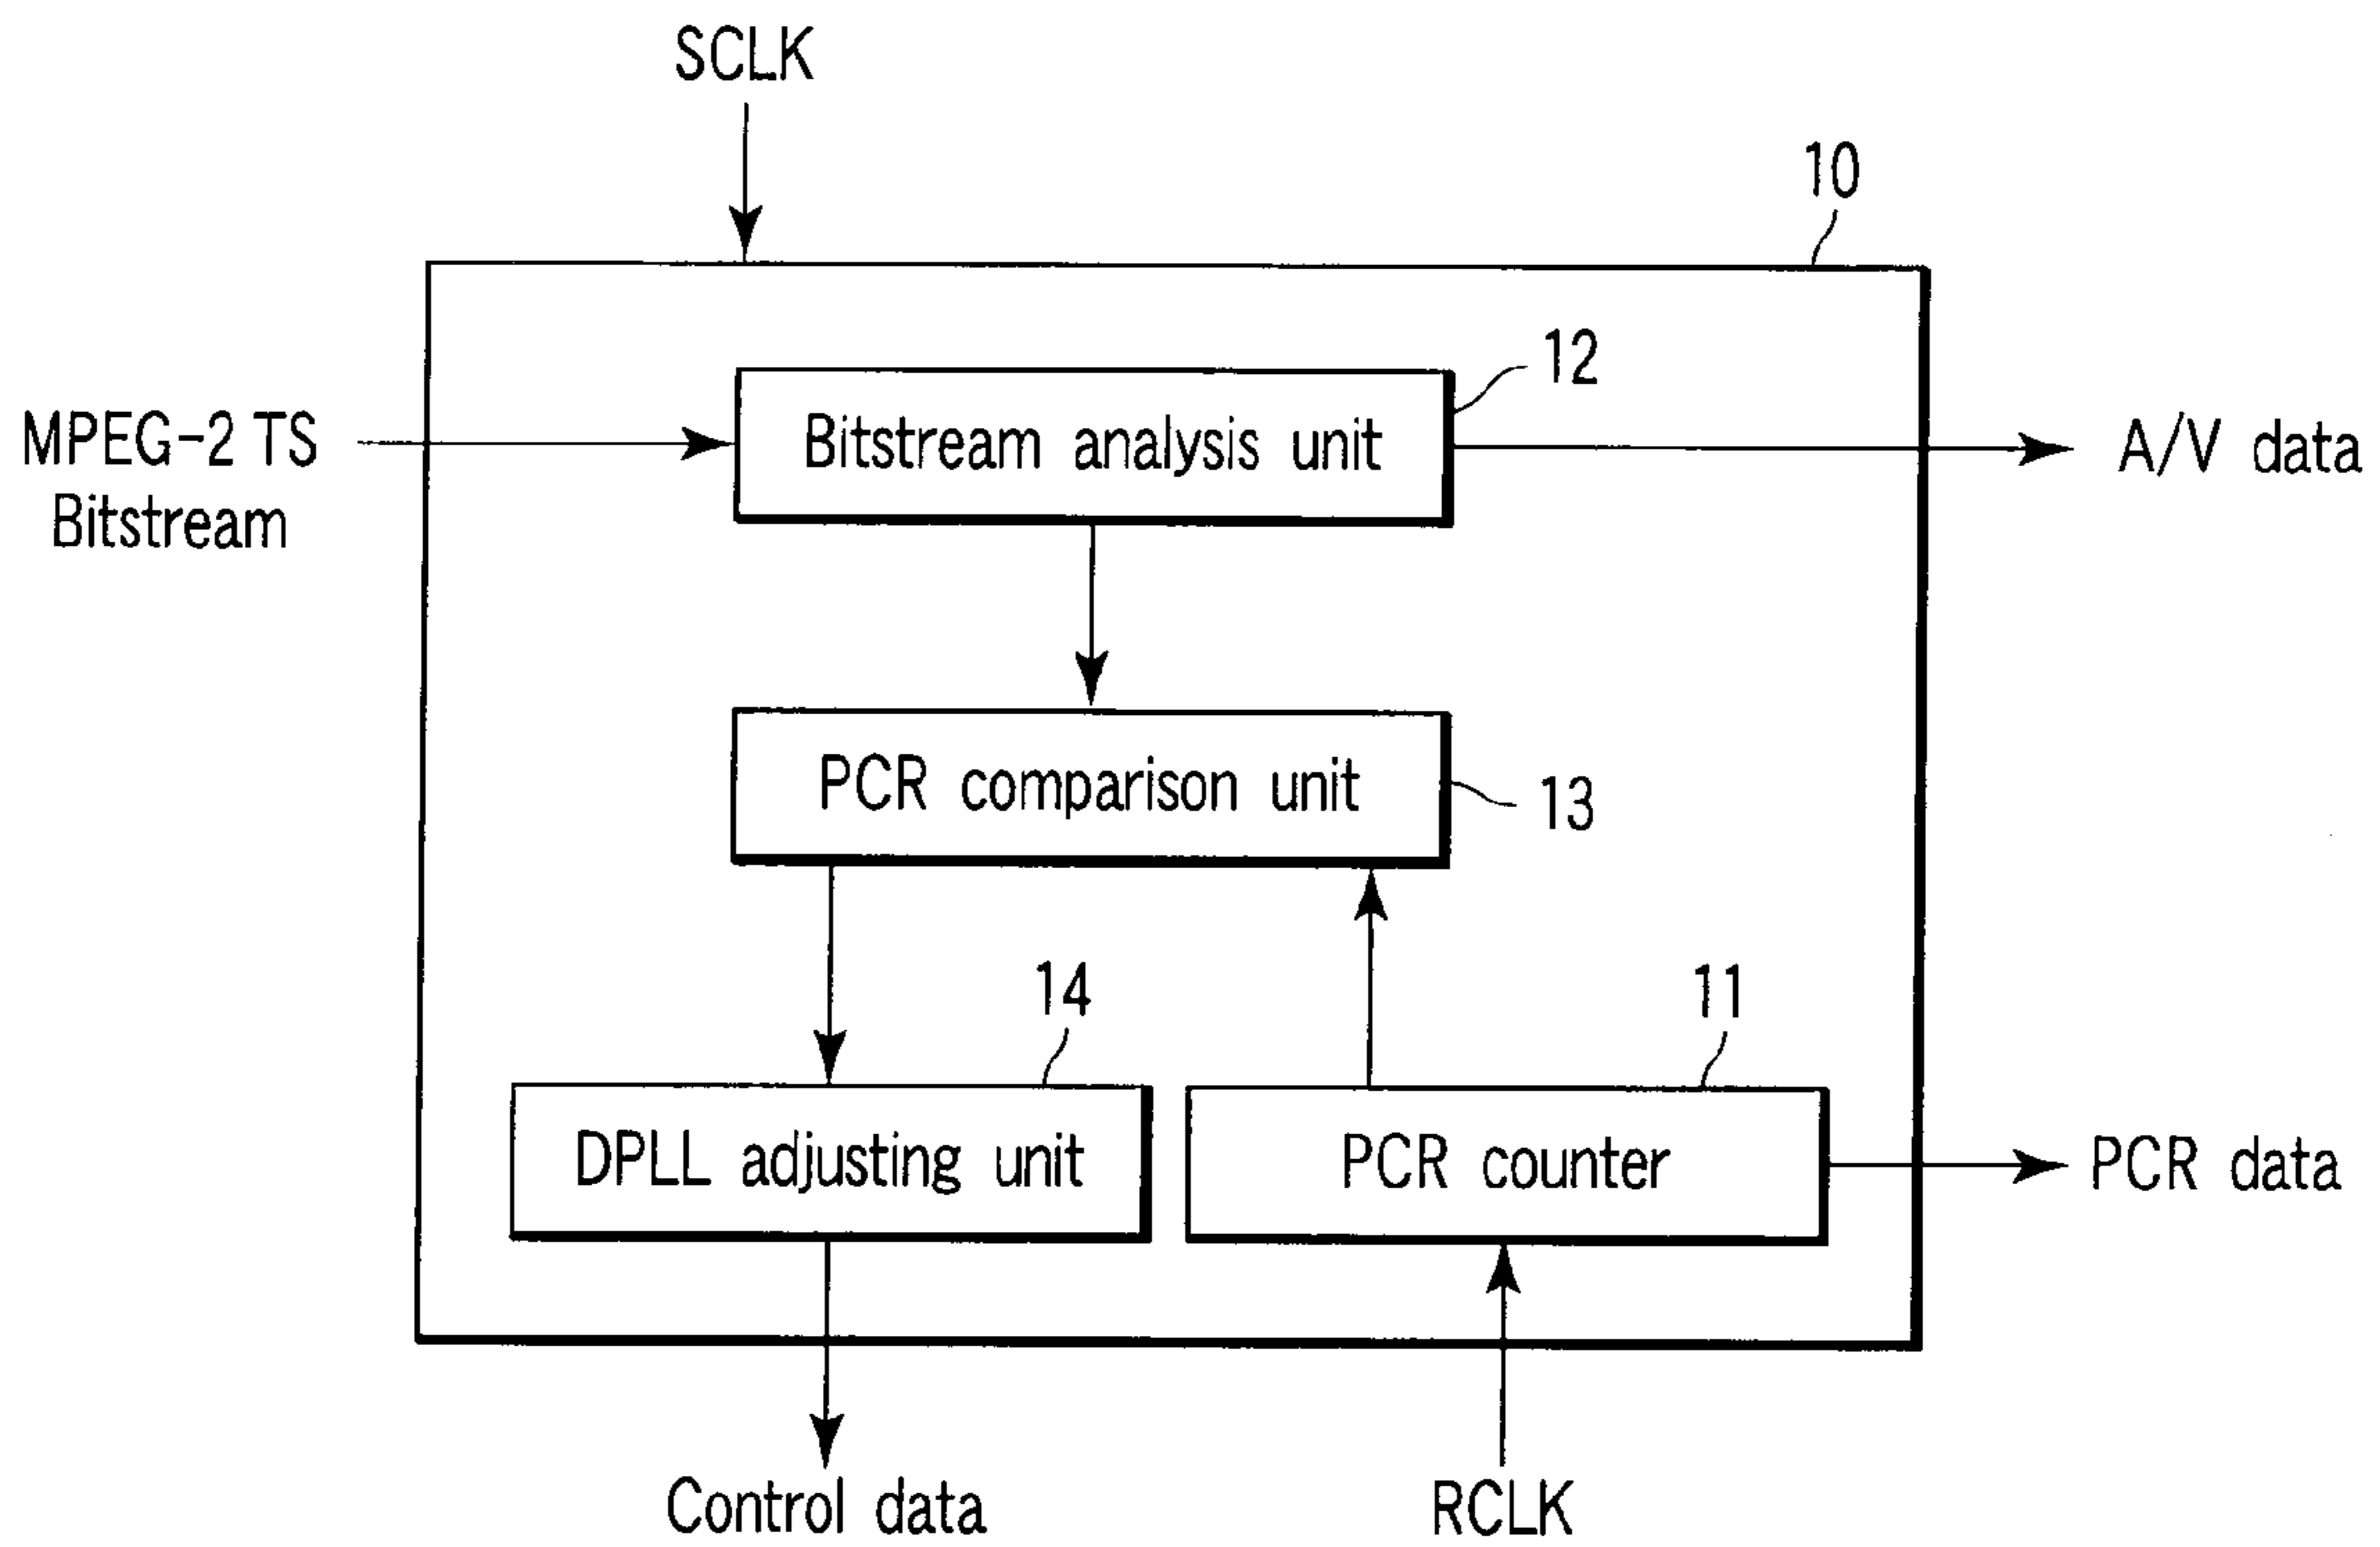 SCLK
10
12
MPEG-2 TS
Bitstream
Bitstream analysis unit
A/V data
PCR comparison unit
13
14
11
DPLL adjusting unit
PCR counter
PCR data
Control data
RCLK